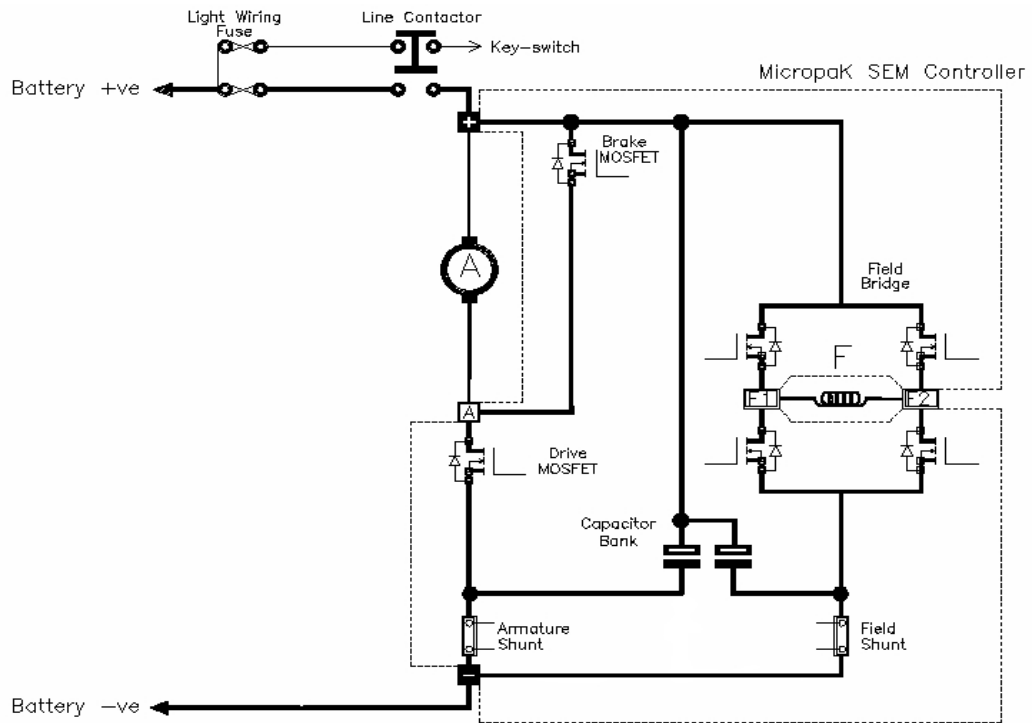 Light Wiring
Fuse
Line Contactor
Key-switch
Battery +ve
MicropaK SEM Controller
+
Brake
MOSFET
A
Field
Bridge
F
F1
F2
A
Drive
MOSFET
Capacitor
Bank
Armature
Shunt
Field
Shunt
−
Battery -ve